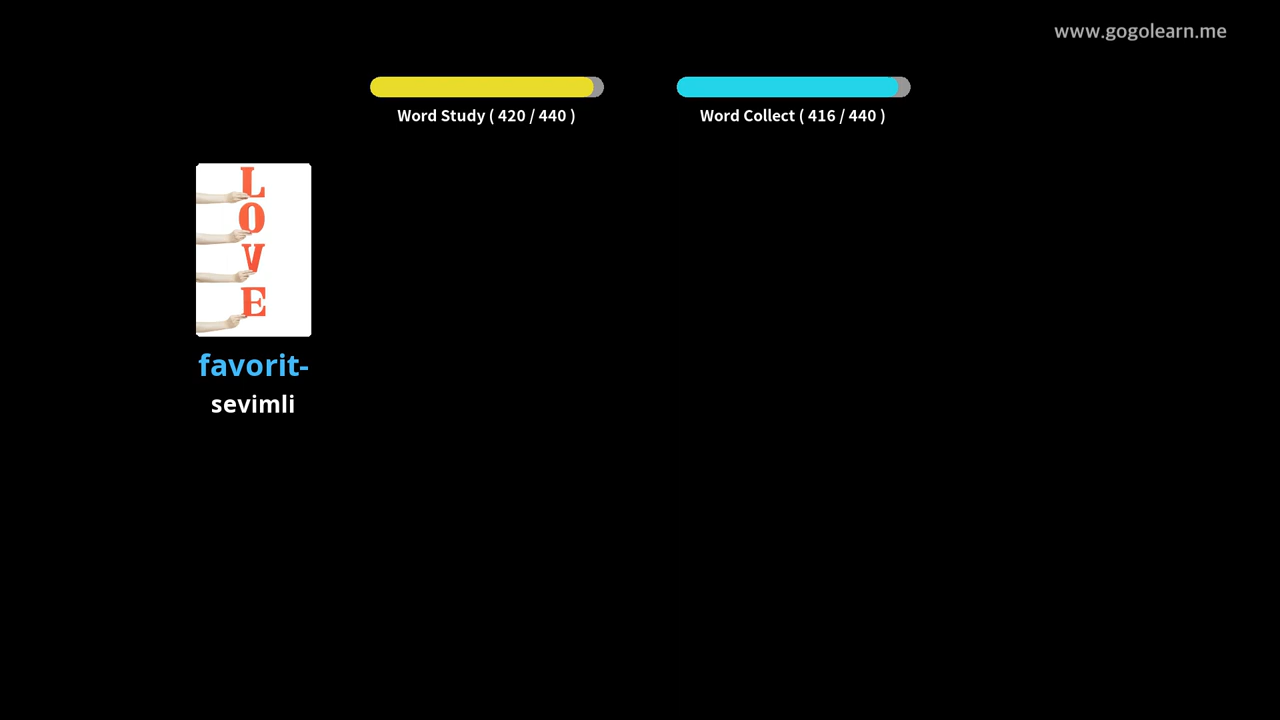 www.gogolearn.me
Word Study ( 420 / 440 )
Word Collect ( 416 / 440 )
L
O
V
E
favorit-
sevimli